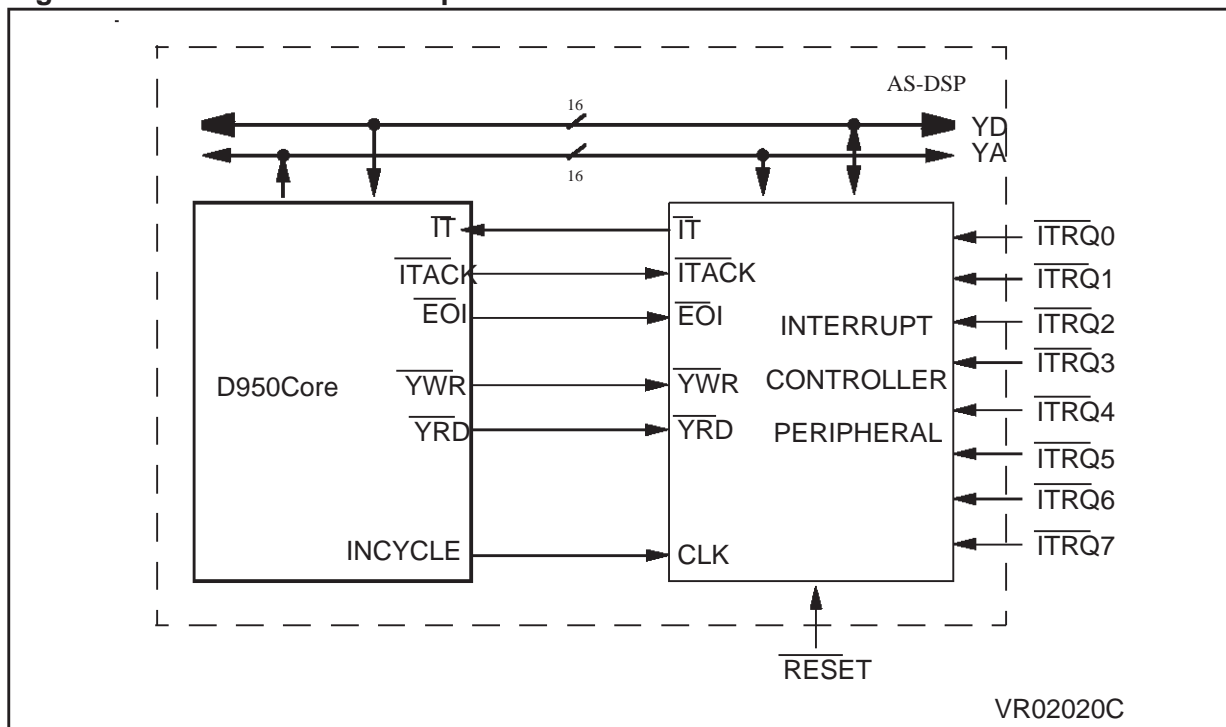 AS-DSP
16
YD
YA
16
IT
IT
ITRQ0
ITACK
ITACK
ITRQ1
EOI
EOI
INTERRUPT
ITRQ2
D950Core
YWR
YWR
CONTROLLER
ITRQ3
YRD
YRD
PERIPHERAL
ITRQ4
ITRQ5
ITRQ6
INCYCLE
CLK
ITRQ7
RESET
VR02020C